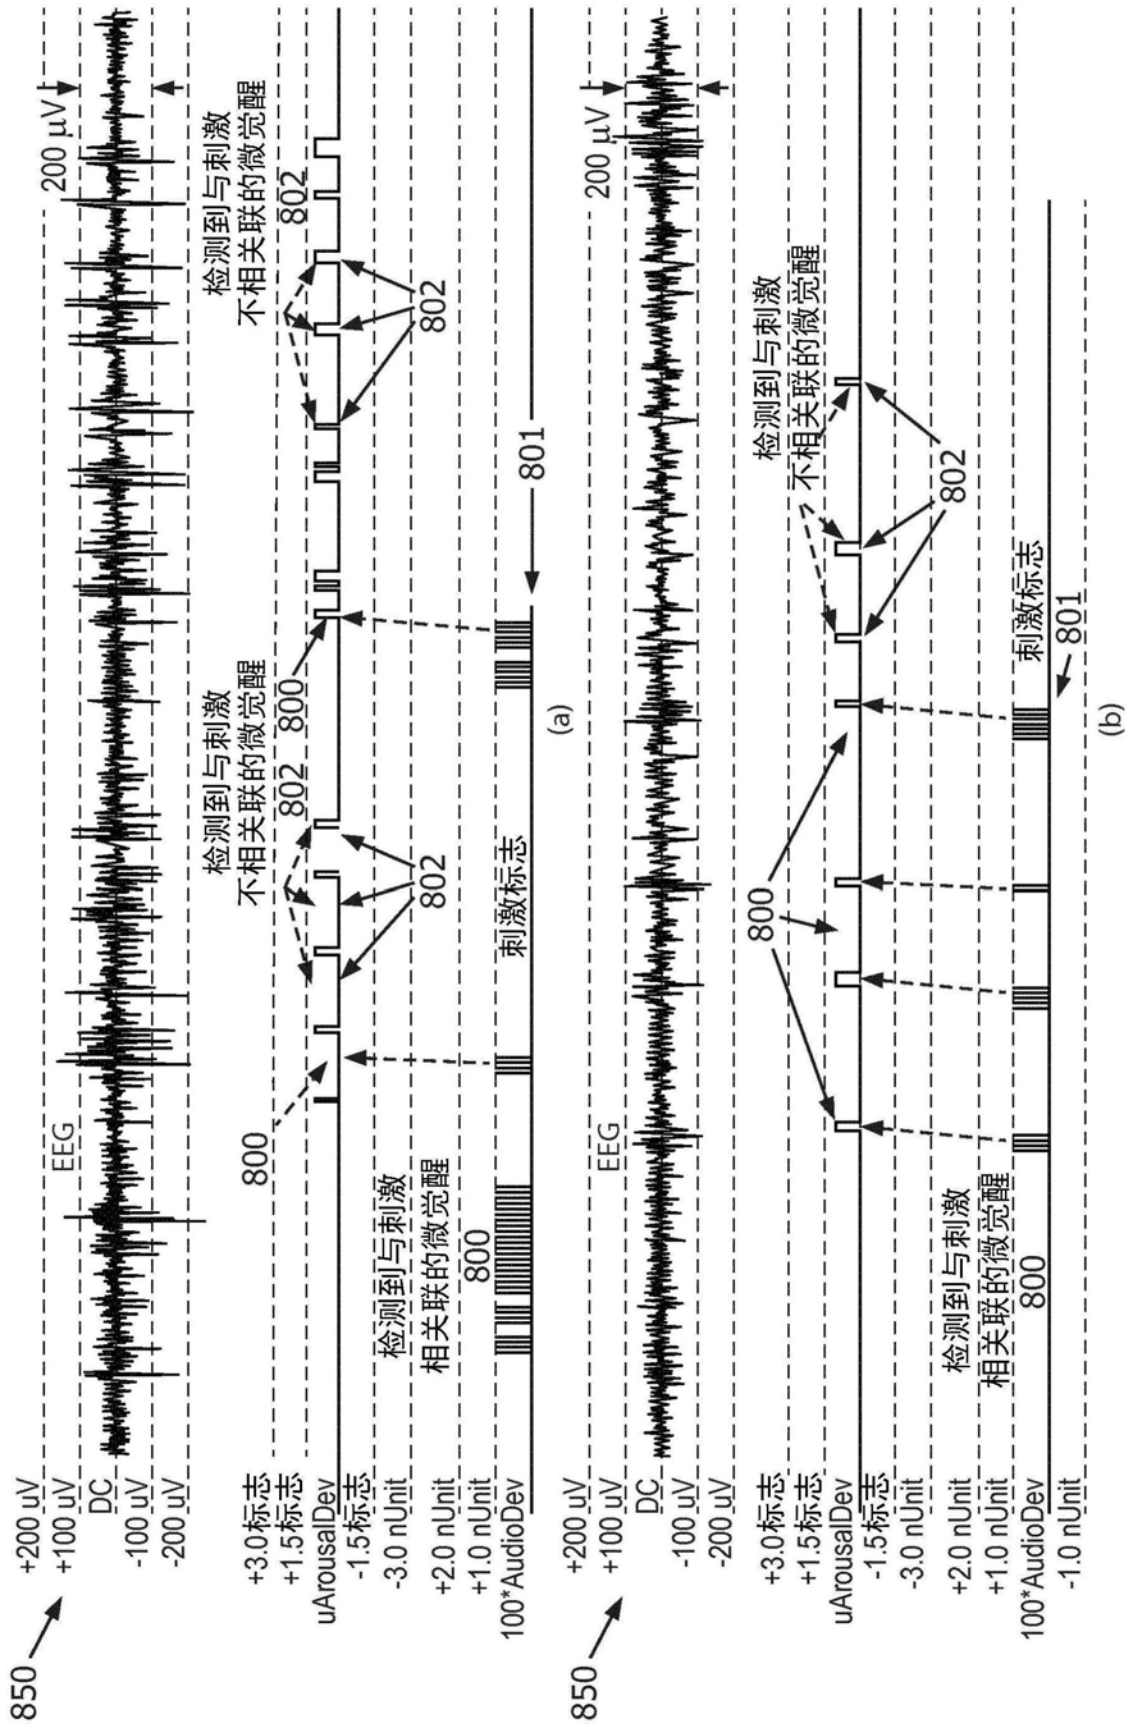 850
+200 uV
+100 uV
DC
-100 uV
-200 uV
EEG
200 μV
+3.0标志
+1.5标志
uArousalDev
-1.5标志
-3.0 nUnit
+2.0 nUnit
+1.0 nUnit
100*AudioDev
800
检测到与刺激
不相关联的微觉醒
802
800
802
检测到与刺激
不相关联的微觉醒
802
802
检测到与刺激
相关联的微觉醒
800
刺激标志
801
(a)
850
+200 uV
+100 uV
DC
-100 uV
-200 uV
EEG
200 μV
+3.0标志
+1.5标志
uArousalDev
-1.5标志
-3.0 nUnit
+2.0 nUnit
+1.0 nUnit
100*AudioDev
-1.0 nUnit
800
检测到与刺激
不相关联的微觉醒
802
检测到与刺激
相关联的微觉醒
800
刺激标志
801
(b)